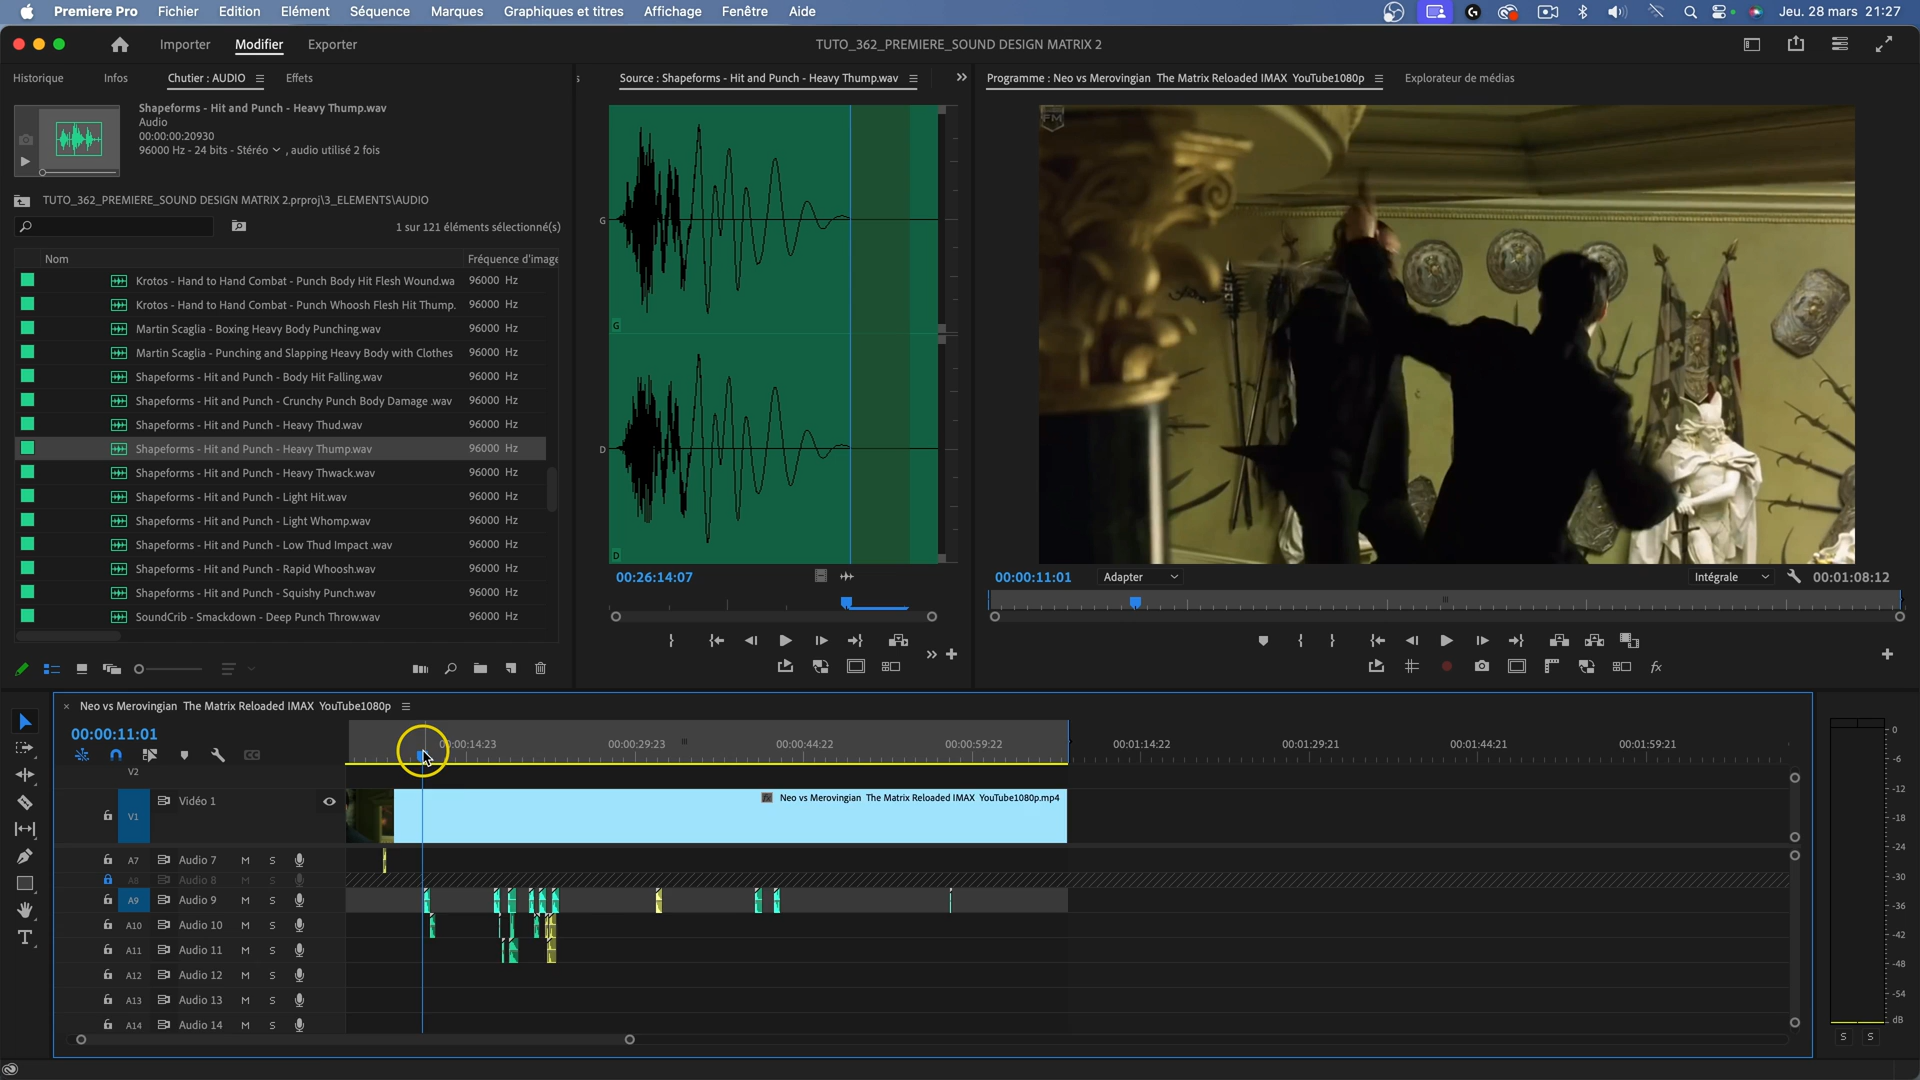 Premiere Pro Fichier Edition Elément Séquence Marques Graphiques et titres Affichage Fenêtre Aide Jeu. 28 mars 21:27
Importer Modifier Exporter TUTO_362_PREMIERE_SOUND DESIGN MATRIX 2
Historique Infos Chutier : AUDIO Effets
Shapeforms - Hit and Punch - Heavy Thump.wav
Audio
00:00:00:20930
96000 Hz - 24 bits - Stéréo , audio utilisé 2 fois
TUTO_362_PREMIERE_SOUND DESIGN MATRIX 2.prproj\3_ELEMENTS\AUDIO
1 sur 121 éléments sélectionné(s)
Nom Fréquence d'image
Krotos - Hand to Hand Combat - Punch Body Hit Flesh Wound.wa 96000 Hz
Krotos - Hand to Hand Combat - Punch Whoosh Flesh Hit Thump. 96000 Hz
Martin Scaglia - Boxing Heavy Body Punching.wav 96000 Hz
Martin Scaglia - Punching and Slapping Heavy Body with Clothes 96000 Hz
Shapeforms - Hit and Punch - Body Hit Falling.wav 96000 Hz
Shapeforms - Hit and Punch - Crunchy Punch Body Damage .wav 96000 Hz
Shapeforms - Hit and Punch - Heavy Thud.wav 96000 Hz
Shapeforms - Hit and Punch - Heavy Thump.wav 96000 Hz
Shapeforms - Hit and Punch - Heavy Thwack.wav 96000 Hz
Shapeforms - Hit and Punch - Light Hit.wav 96000 Hz
Shapeforms - Hit and Punch - Light Whomp.wav 96000 Hz
Shapeforms - Hit and Punch - Low Thud Impact .wav 96000 Hz
Shapeforms - Hit and Punch - Rapid Whoosh.wav 96000 Hz
Shapeforms - Hit and Punch - Squishy Punch.wav 96000 Hz
SoundCrib - Smackdown - Deep Punch Throw.wav 96000 Hz
s Source : Shapeforms - Hit and Punch - Heavy Thump.wav
G
G
D
D
00:26:14:07
Programme : Neo vs Merovingian The Matrix Reloaded IMAX YouTube1080p Explorateur de médias
FM
00:00:11:01 Adapter Intégrale 00:01:08:12
fx
Neo vs Merovingian The Matrix Reloaded IMAX YouTube1080p
00:00:11:01
00:00:14:23 00:00:29:23 00:00:44:22 00:00:59:22 00:01:14:22 00:01:29:21 00:01:44:21 00:01:59:21
CC
V2
V1 Vidéo 1
fx Neo vs Merovingian The Matrix Reloaded IMAX YouTube1080p.mp4
A7 Audio 7 M S
A8 Audio 8 M S
A9 Audio 9 M S
A10 Audio 10 M S
A11 Audio 11 M S
A12 Audio 12 M S
A13 Audio 13 M S
A14 Audio 14 M S
T
0
-6
-12
-18
-24
-30
-36
-42
-48
-54
dB
S S